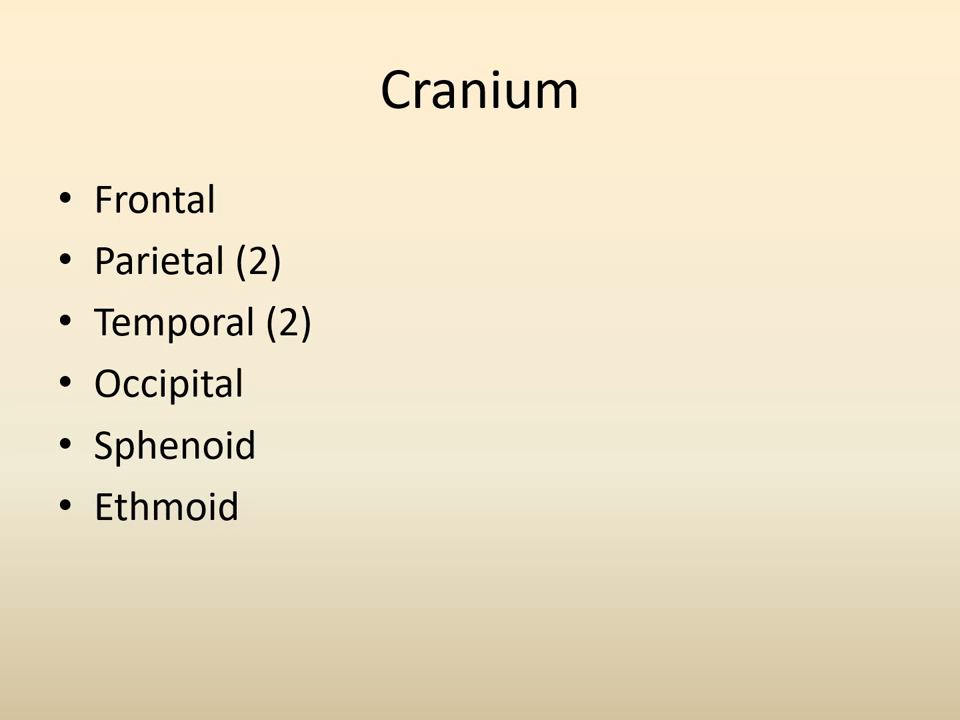 Cranium
• Frontal
• Parietal (2)
• Temporal (2)
• Occipital
• Sphenoid
• Ethmoid